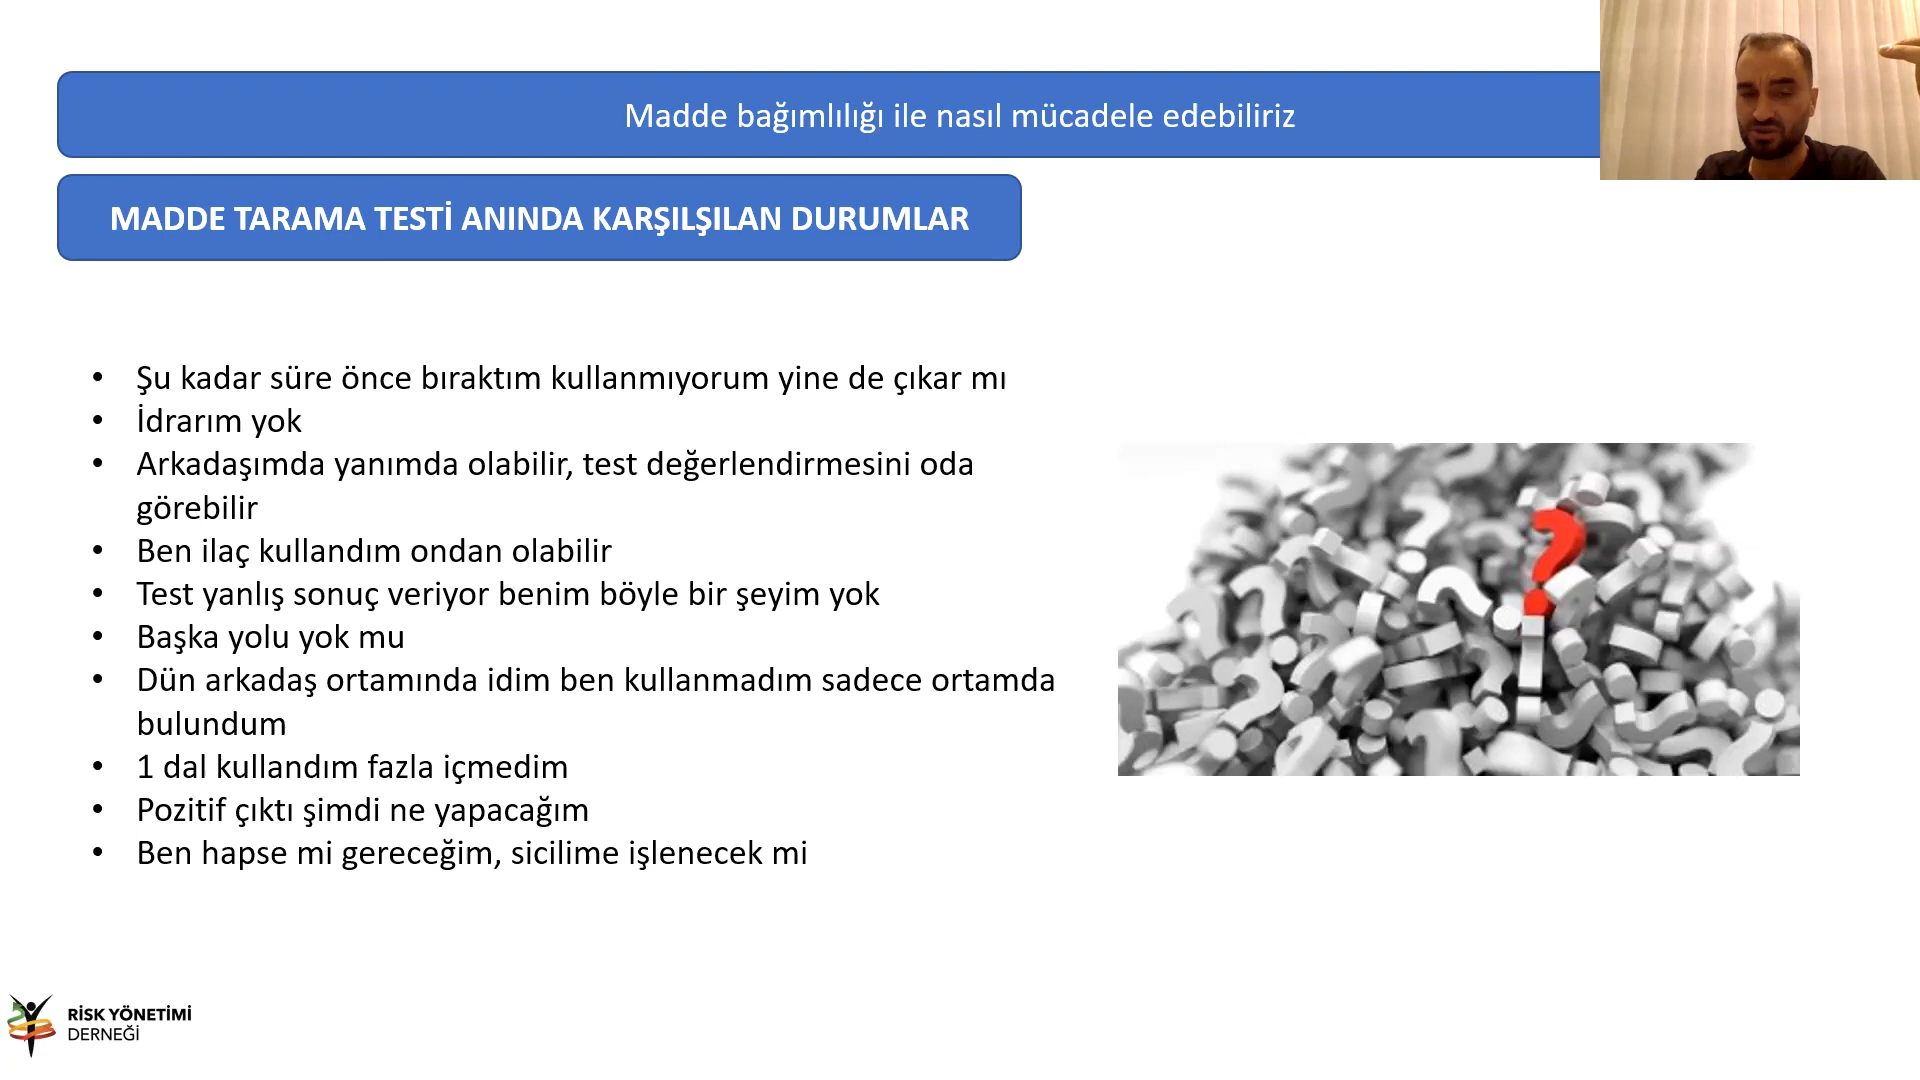 Madde bağımlılığı ile nasıl mücadele edebiliriz
MADDE TARAMA TESTİ ANINDA KARŞILŞILAN DURUMLAR
• Şu kadar süre önce bıraktım kullanmıyorum yine de çıkar mı
• İdrarım yok
• Arkadaşımda yanımda olabilir, test değerlendirmesini oda
görebilir
• Ben ilaç kullandım ondan olabilir
• Test yanlış sonuç veriyor benim böyle bir şeyim yok
• Başka yolu yok mu
• Dün arkadaş ortamında idim ben kullanmadım sadece ortamda
bulundum
• 1 dal kullandım fazla içmedim
• Pozitif çıktı şimdi ne yapacağım
• Ben hapse mi gereceğim, sicilime işlenecek mi
RİSK YÖNETİMİ
DERNEĞİ